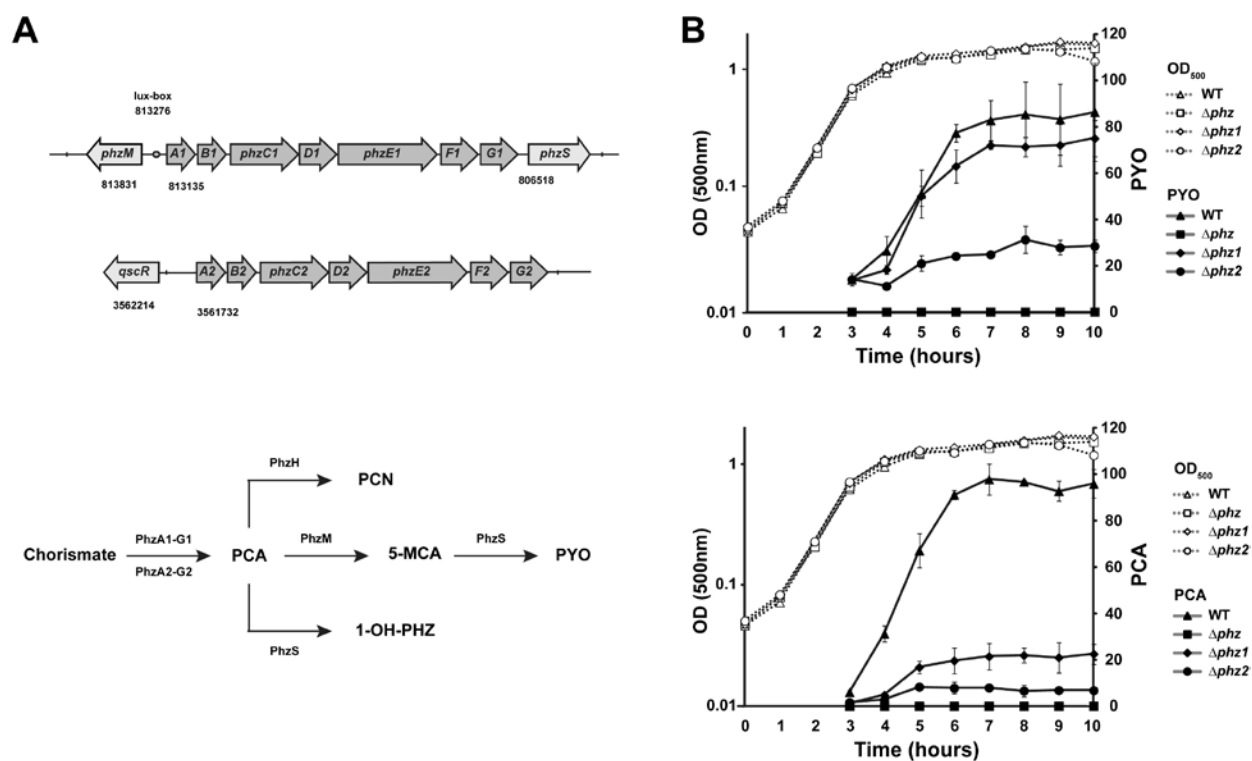 A
lux-box
813276
phzM
A1
B1
phzC1
D1
phzE1
F1
G1
phzS
813831
813135
806518
qscR
A2
B2
phzC2
D2
phzE2
F2
G2
3562214
3561732
PhzH
PCN
Chorismate
PhzA1-G1
PhzA2-G2
PCA
PhzM
5-MCA
PhzS
PYO
PhzS
1-OH-PHZ
B
OD (500nm)
1
0.1
0.01
0 1 2 3 4 5 6 7 8 9 10
Time (hours)
120
100
80
60
40
20
0
PYO
OD500
WT
Δphz
Δphz1
Δphz2
PYO
WT
Δphz
Δphz1
Δphz2
OD (500nm)
1
0.1
0.01
0 1 2 3 4 5 6 7 8 9 10
Time (hours)
120
100
80
60
40
20
0
PCA
OD500
WT
Δphz
Δphz1
Δphz2
PCA
WT
Δphz
Δphz1
Δphz2